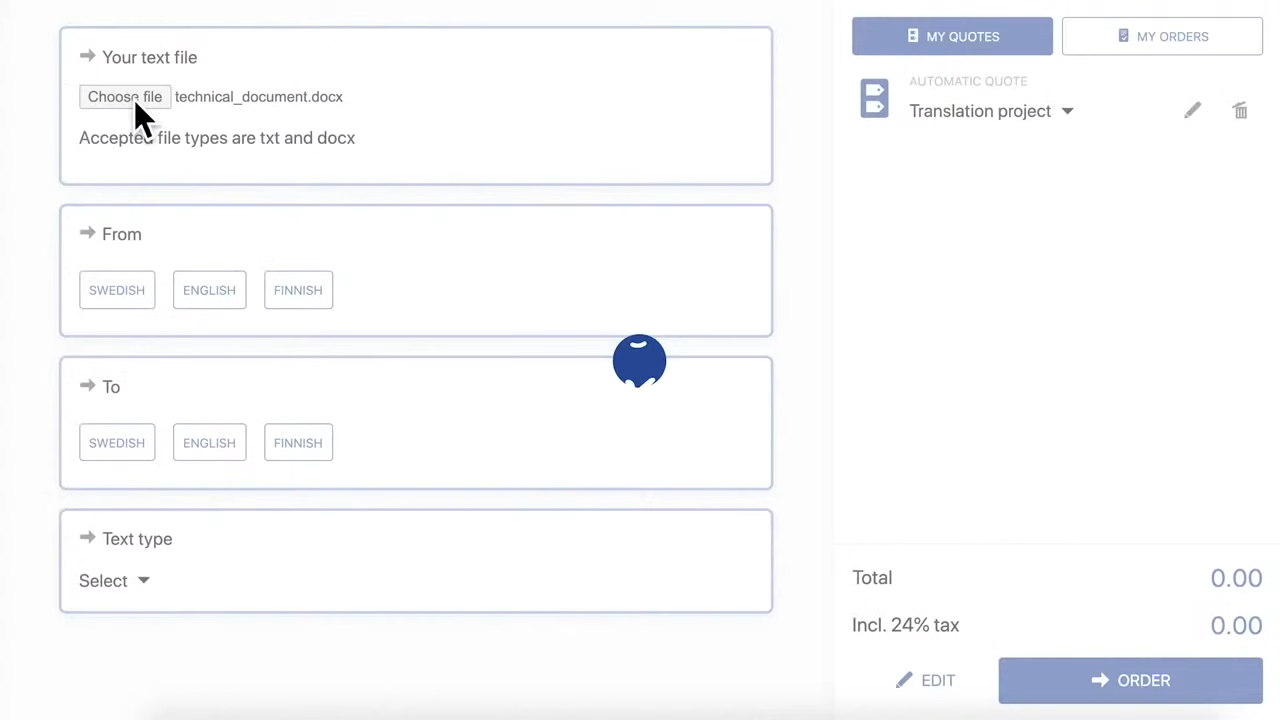 Your text file
Choose file technical_document.docx
Accepted file types are txt and docx
From
SWEDISH ENGLISH FINNISH
To
SWEDISH ENGLISH FINNISH
Text type
Select
MY QUOTES MY ORDERS
AUTOMATIC QUOTE
Translation project
Total 0.00
Incl. 24% tax 0.00
EDIT ORDER